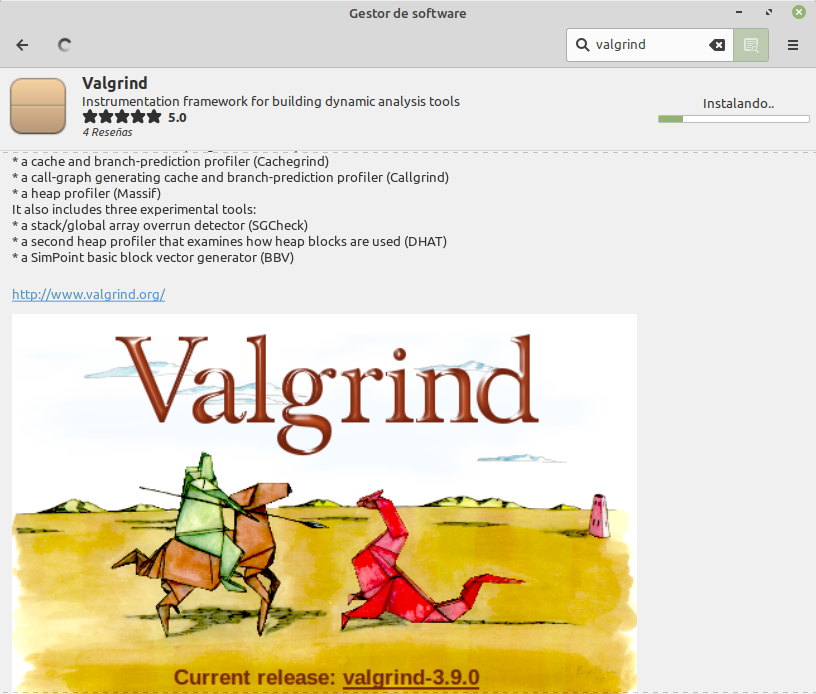 Gestor de software
valgrind
Valgrind
Instrumentation framework for building dynamic analysis tools
5.0
4 Reseñas
Instalando..
* a cache and branch-prediction profiler (Cachegrind)
* a call-graph generating cache and branch-prediction profiler (Callgrind)
* a heap profiler (Massif)
It also includes three experimental tools:
* a stack/global array overrun detector (SGCheck)
* a second heap profiler that examines how heap blocks are used (DHAT)
* a SimPoint basic block vector generator (BBV)
http://www.valgrind.org/
Valgrind
Current release: valgrind-3.9.0